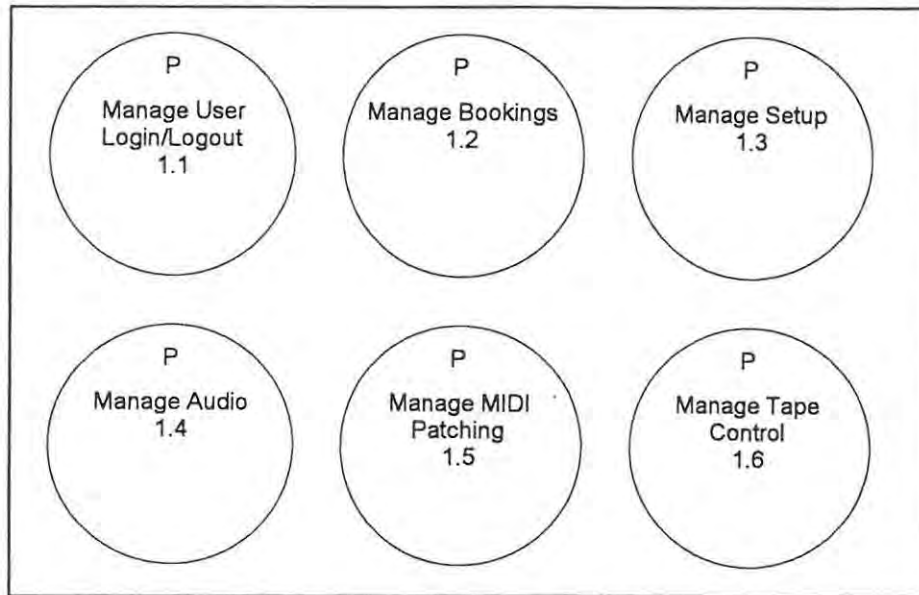 P
Manage User
Login/Logout
1.1
P
Manage Bookings
1.2
P
Manage Setup
1.3
P
Manage Audio
1.4
P
Manage MIDI
Patching
1.5
P
Manage Tape
Control
1.6